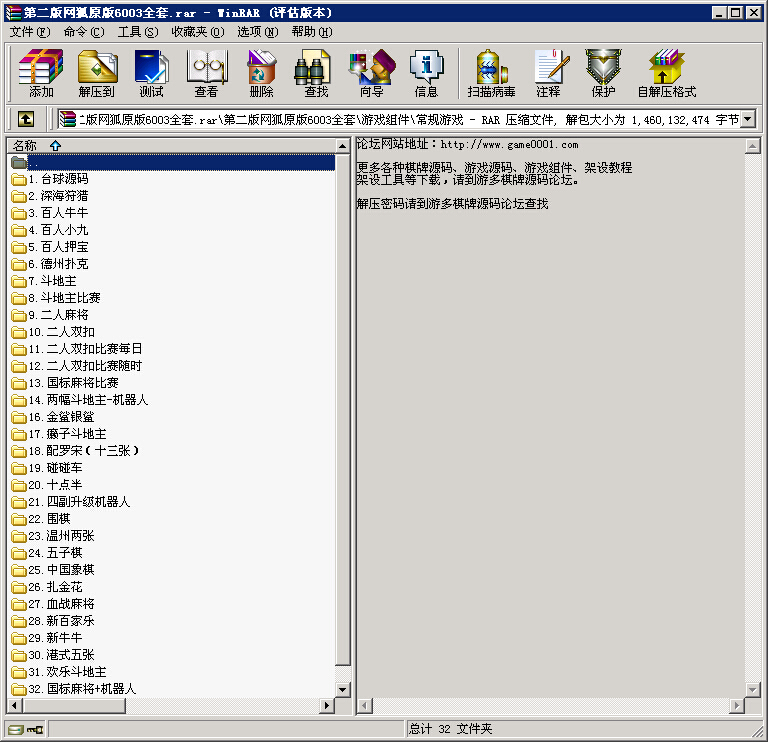 第二版网狐原版6003全套.rar - WinRAR (评估版本)
文件(F) 命令(C) 工具(S) 收藏夹(O) 选项(N) 帮助(H)
添加 解压到 测试 查看 删除 查找 向导 信息 扫描病毒 注释 保护 自解压格式
二版网狐原版6003全套.rar\第二版网狐原版6003全套\游戏组件\常规游戏 - RAR 压缩文件, 解包大小为 1,460,132,474 字节
名称
..
1.台球源码
2.深海狩猎
3.百人牛牛
4.百人小九
5.百人押宝
6.德州扑克
7.斗地主
8.斗地主比赛
9.二人麻将
10.二人双扣
11.二人双扣比赛每日
12.二人双扣比赛随时
13.国标麻将比赛
14.两幅斗地主-机器人
16.金鲨银鲨
17.癞子斗地主
18.配罗宋(十三张)
19.碰碰车
20.十点半
21.四副升级机器人
22.围棋
23.温州两张
24.五子棋
25.中国象棋
26.扎金花
27.血战麻将
28.新百家乐
29.新牛牛
30.港式五张
31.欢乐斗地主
32.国标麻将+机器人
论坛网站地址：http://www.game0001.com
更多各种棋牌源码、游戏源码、游戏组件、架设教程
架设工具等下载，请到游多棋牌源码论坛。
解压密码请到游多棋牌源码论坛查找
总计 32 文件夹